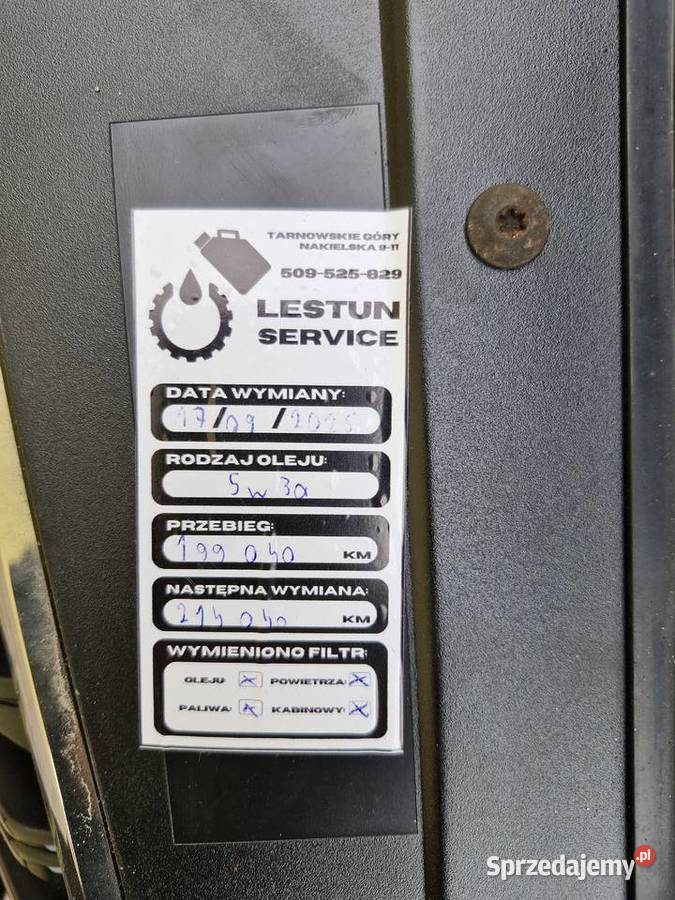 TARNOWSKIE GÓRY
NAKIELSKA 9-11
509-525-829
LESTUN
SERVICE
DATA WYMIANY:
17/09/2025
RODZAJ OLEJU:
5w30
PRZEBIEG:
199 040 KM
NASTĘPNA WYMIANA:
214 040 KM
WYMIENIONO FILTR:
OLEJU: X POWIETRZA: X
PALIWA: X KABINOWY: X
Sprzedajemy.pl